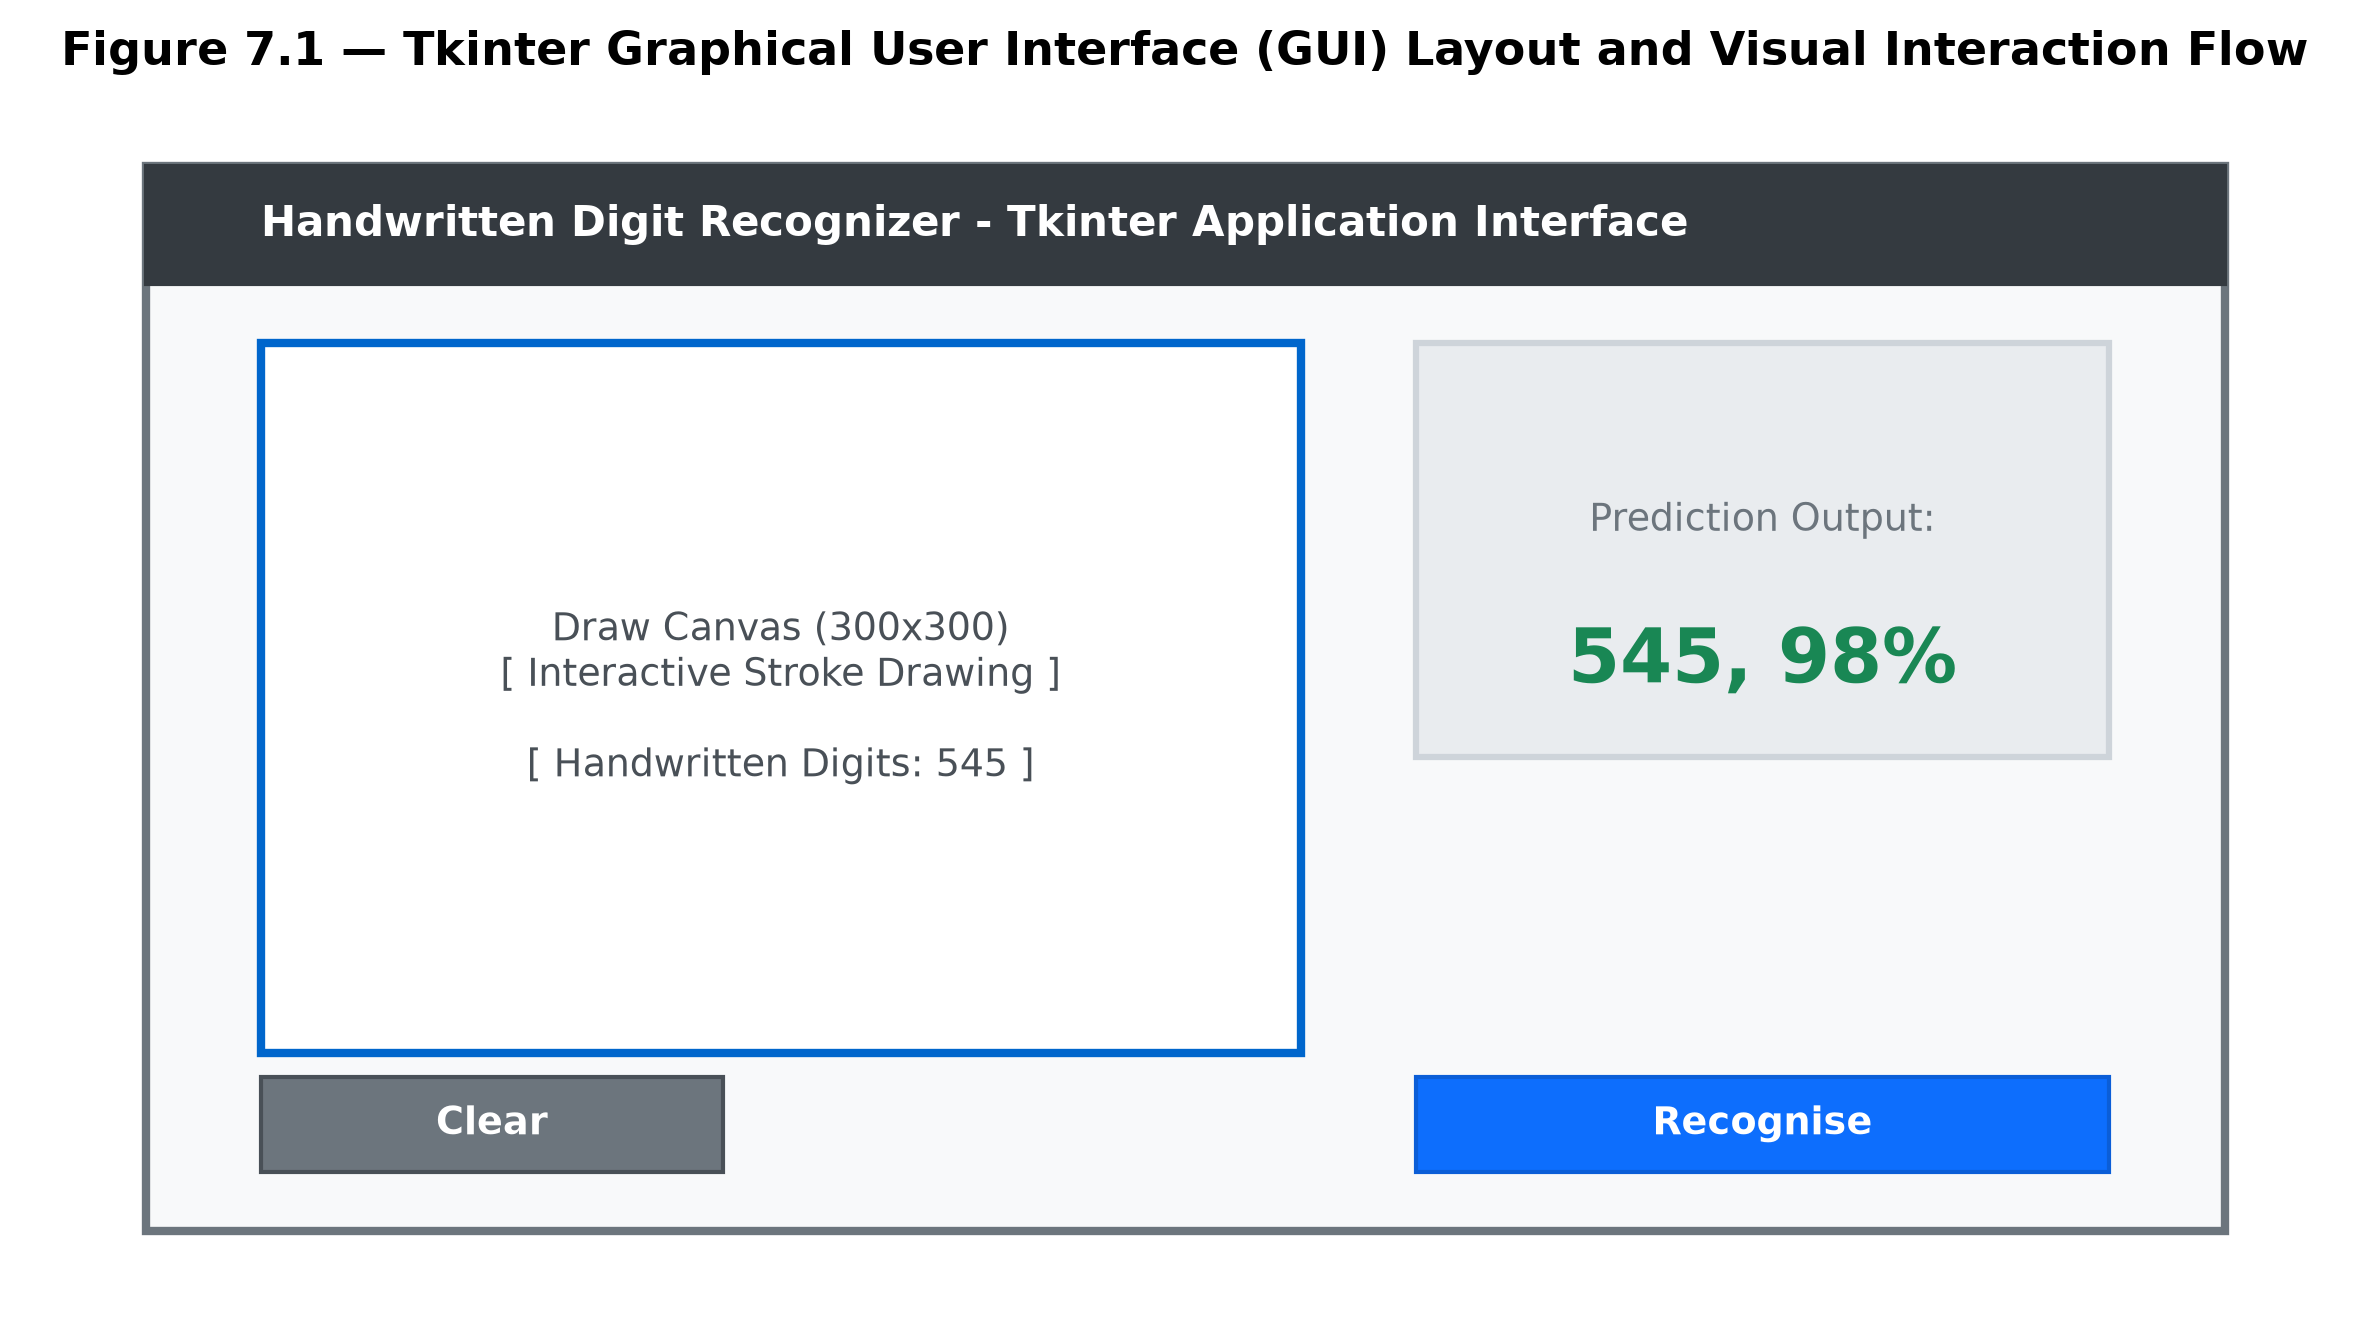 Figure 7.1 — Tkinter Graphical User Interface (GUI) Layout and Visual Interaction Flow
Handwritten Digit Recognizer - Tkinter Application Interface
Draw Canvas (300x300)
[ Interactive Stroke Drawing ]
[ Handwritten Digits: 545 ]
Prediction Output:
545, 98%
Clear
Recognise